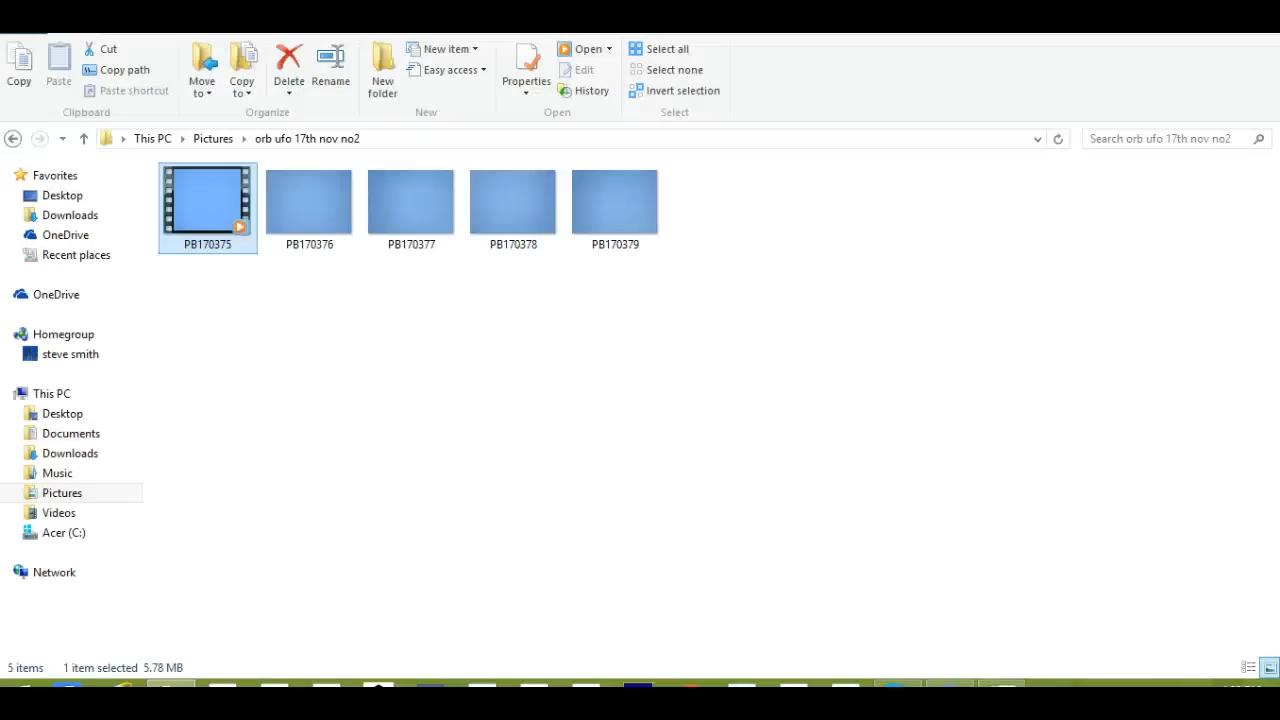 Copy
Paste
Cut
Copy path
Paste shortcut
Clipboard
Move to
Copy to
Delete
Rename
Organize
New folder
New item
Easy access
New
Properties
Open
Edit
History
Open
Select all
Select none
Invert selection
Select
This PC Pictures orb ufo 17th nov no2
Search orb ufo 17th nov no2
Favorites
Desktop
Downloads
OneDrive
Recent places
OneDrive
Homegroup
steve smith
This PC
Desktop
Documents
Downloads
Music
Pictures
Videos
Acer (C:)
Network
PB170375
PB170376
PB170377
PB170378
PB170379
5 items 1 item selected 5.78 MB